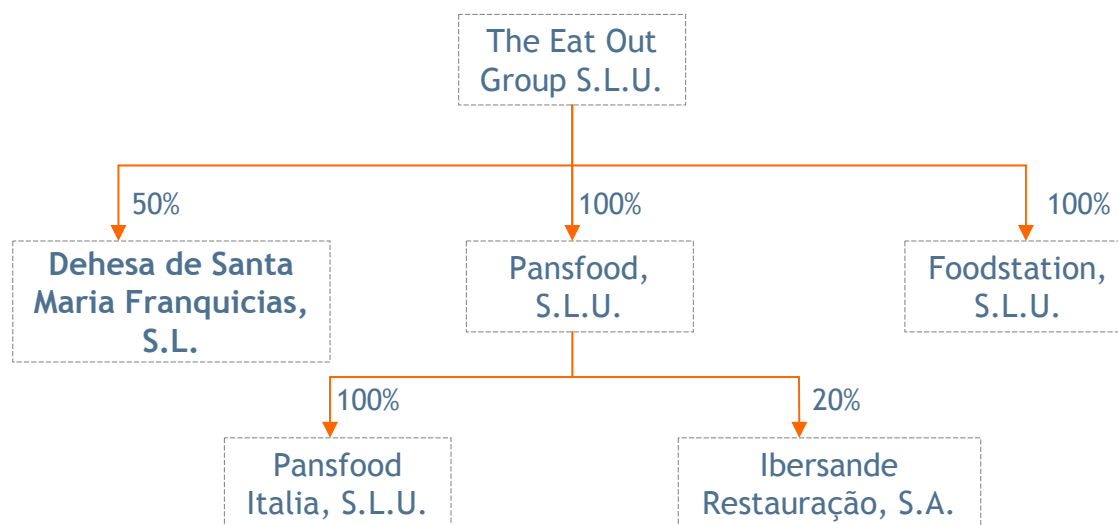 The Eat Out
Group S.L.U.
50%
100%
100%
Dehesa de Santa
Maria Franquicias,
S.L.
Pansfood,
S.L.U.
Foodstation,
S.L.U.
100%
20%
Pansfood
Italia, S.L.U.
Ibersande
Restauração, S.A.